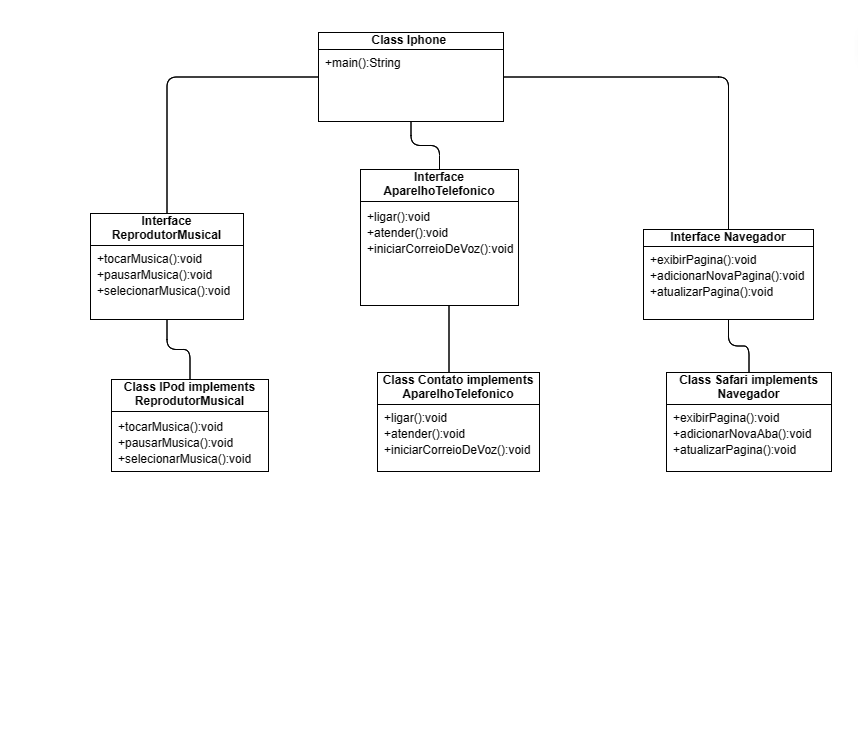 Class Iphone
+main():String
Interface
AparelhoTelefonico
+ligar():void
+atender():void
+iniciarCorreioDeVoz():void
Interface
ReprodutorMusical
+tocarMusica():void
+pausarMusica():void
+selecionarMusica():void
Interface Navegador
+exibirPagina():void
+adicionarNovaPagina():void
+atualizarPagina():void
Class IPod implements
ReprodutorMusical
+tocarMusica():void
+pausarMusica():void
+selecionarMusica():void
Class Contato implements
AparelhoTelefonico
+ligar():void
+atender():void
+iniciarCorreioDeVoz():void
Class Safari implements
Navegador
+exibirPagina():void
+adicionarNovaAba():void
+atualizarPagina():void